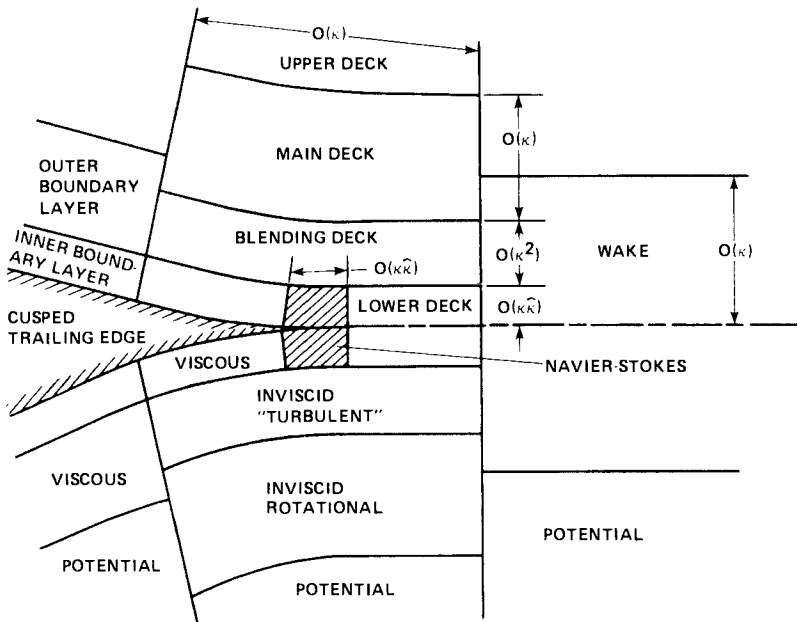 O(κ)
UPPER DECK
MAIN DECK
O(κ)
OUTER
BOUNDARY
LAYER
BLENDING DECK
O(κ²)
WAKE
O(κ)
INNER BOUND-
ARY LAYER
O(κκ̂)
LOWER DECK
O(κκ̂)
CUSPED
TRAILING EDGE
VISCOUS
NAVIER-STOKES
INVISCID
"TURBULENT"
VISCOUS
INVISCID
ROTATIONAL
POTENTIAL
POTENTIAL
POTENTIAL